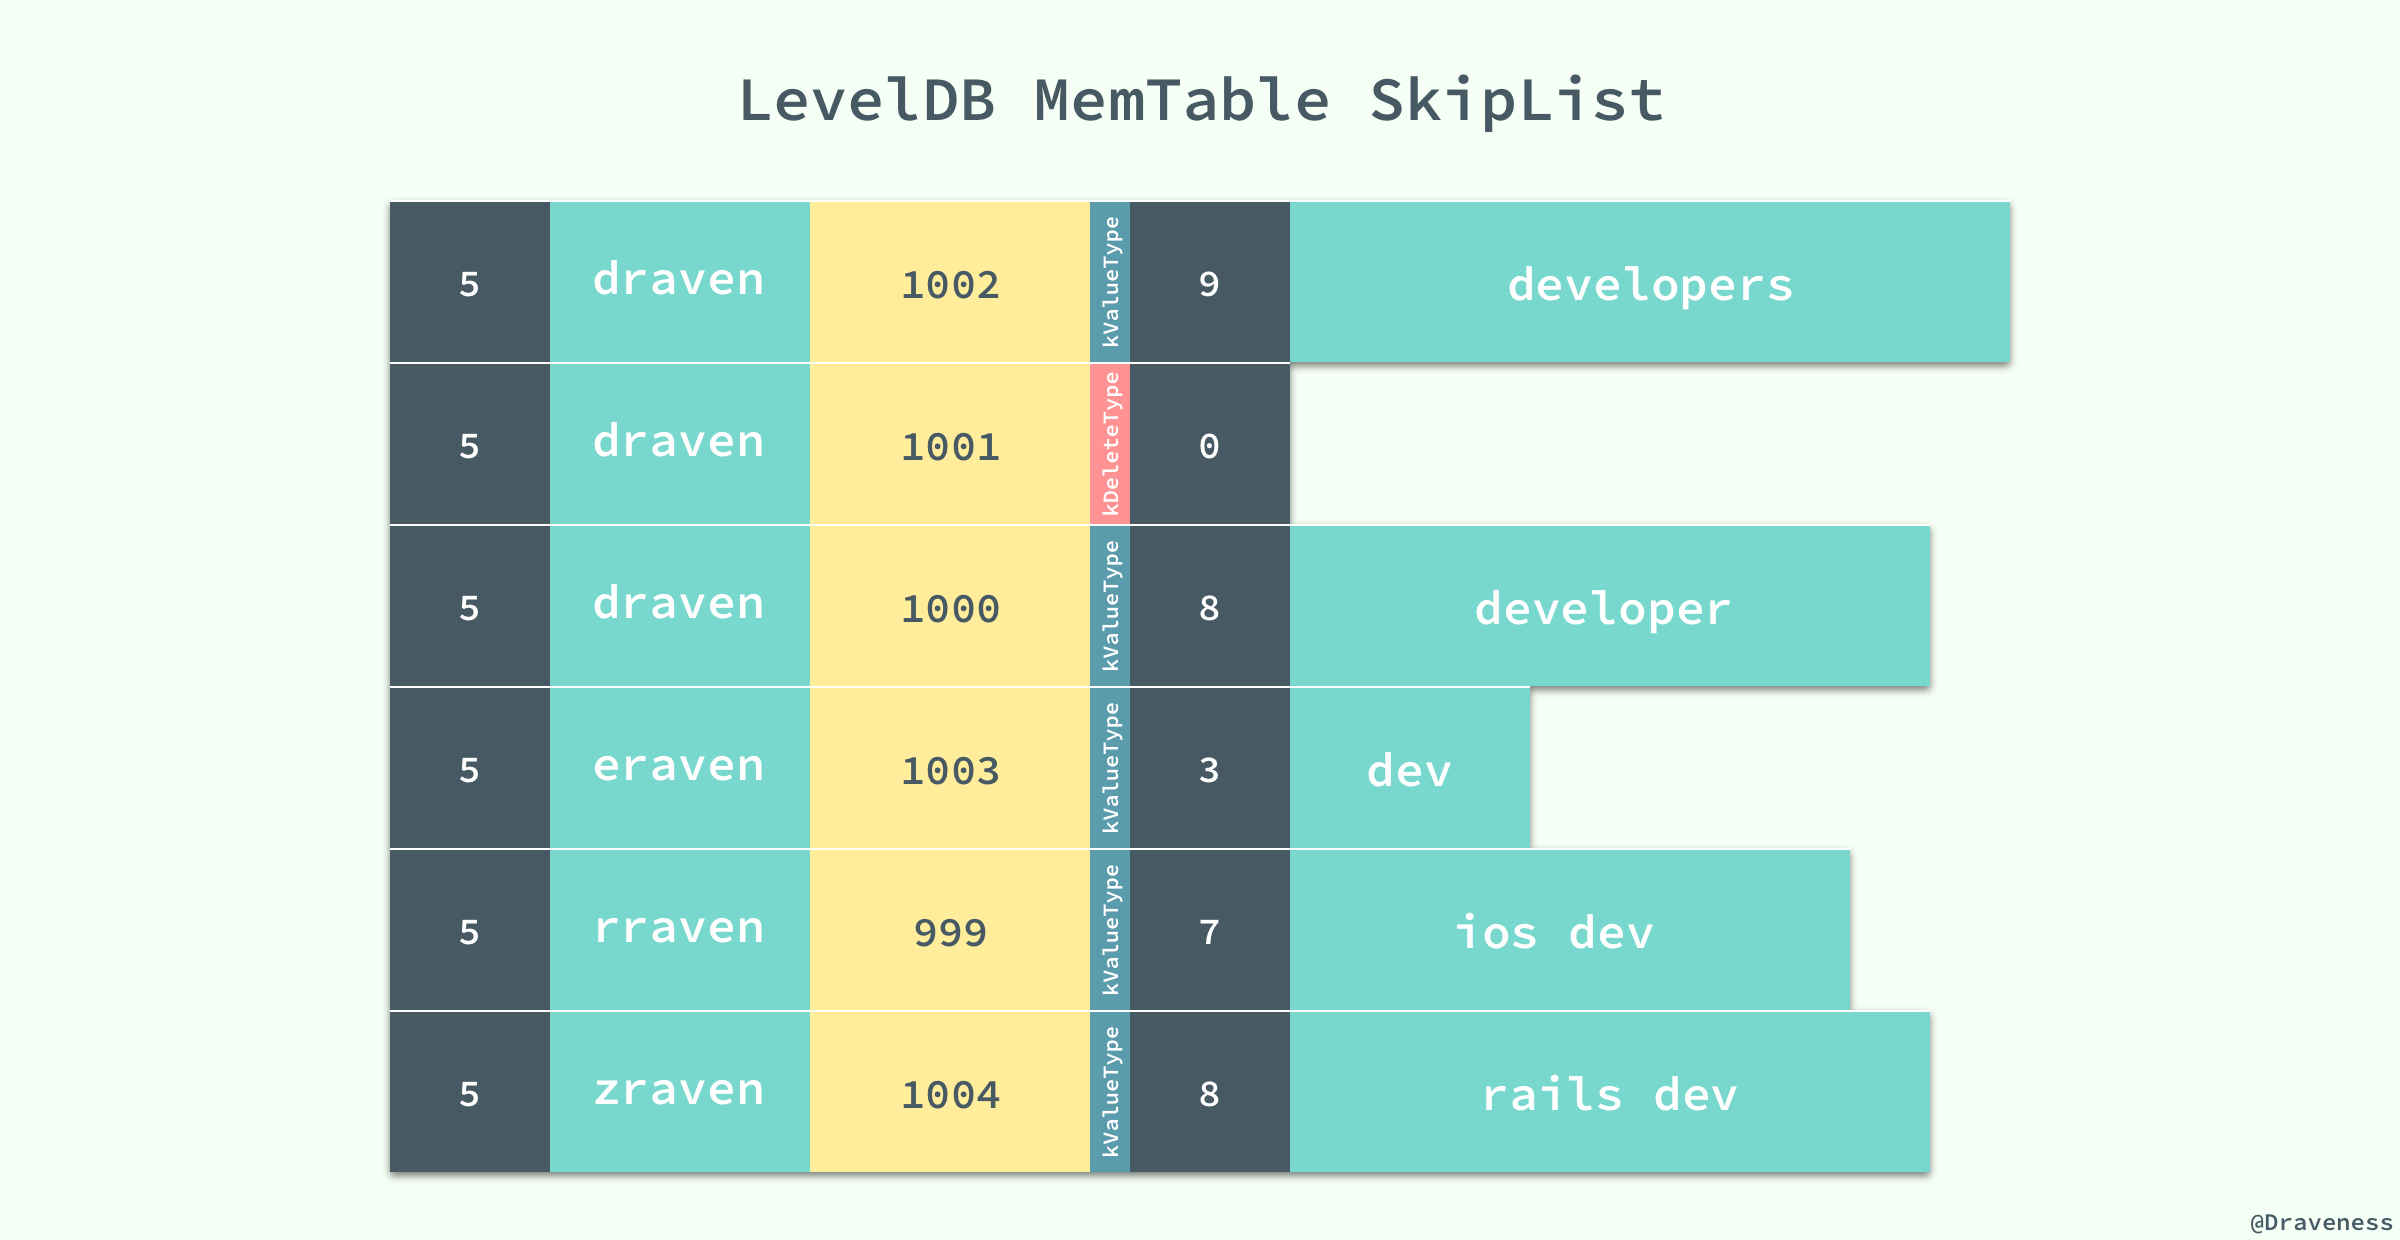 LevelDB MemTable SkipList
5 draven 1002 kValueType 9 developers
5 draven 1001 kDeleteType 0
5 draven 1000 kValueType 8 developer
5 eraven 1003 kValueType 3 dev
5 rraven 999 kValueType 7 ios dev
5 zraven 1004 kValueType 8 rails dev
@Draveness